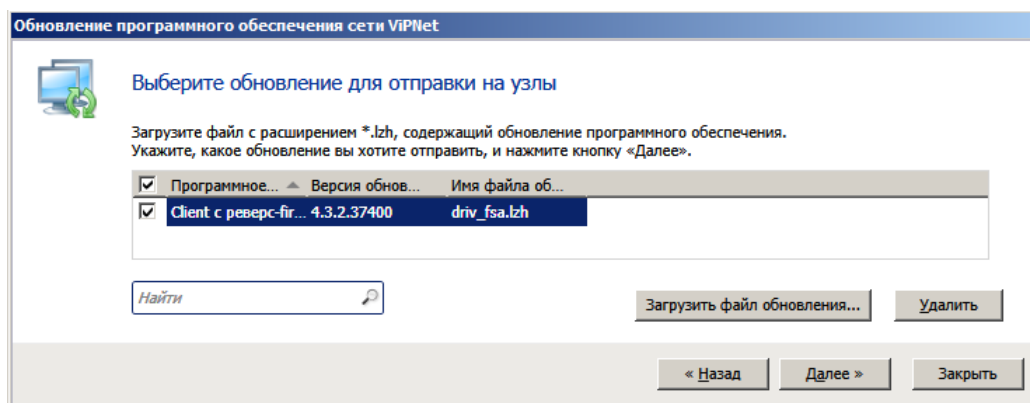 Обновление программного обеспечения сети ViPNet
Выберите обновление для отправки на узлы
Загрузите файл с расширением *.lzh, содержащий обновление программного обеспечения.
Укажите, какое обновление вы хотите отправить, и нажмите кнопку «Далее».
Программное... Версия обнов... Имя файла об...
Client с реверс-fir... 4.3.2.37400 driv_fsa.lzh
Найти
Загрузить файл обновления... Удалить
« Назад Далее » Закрыть